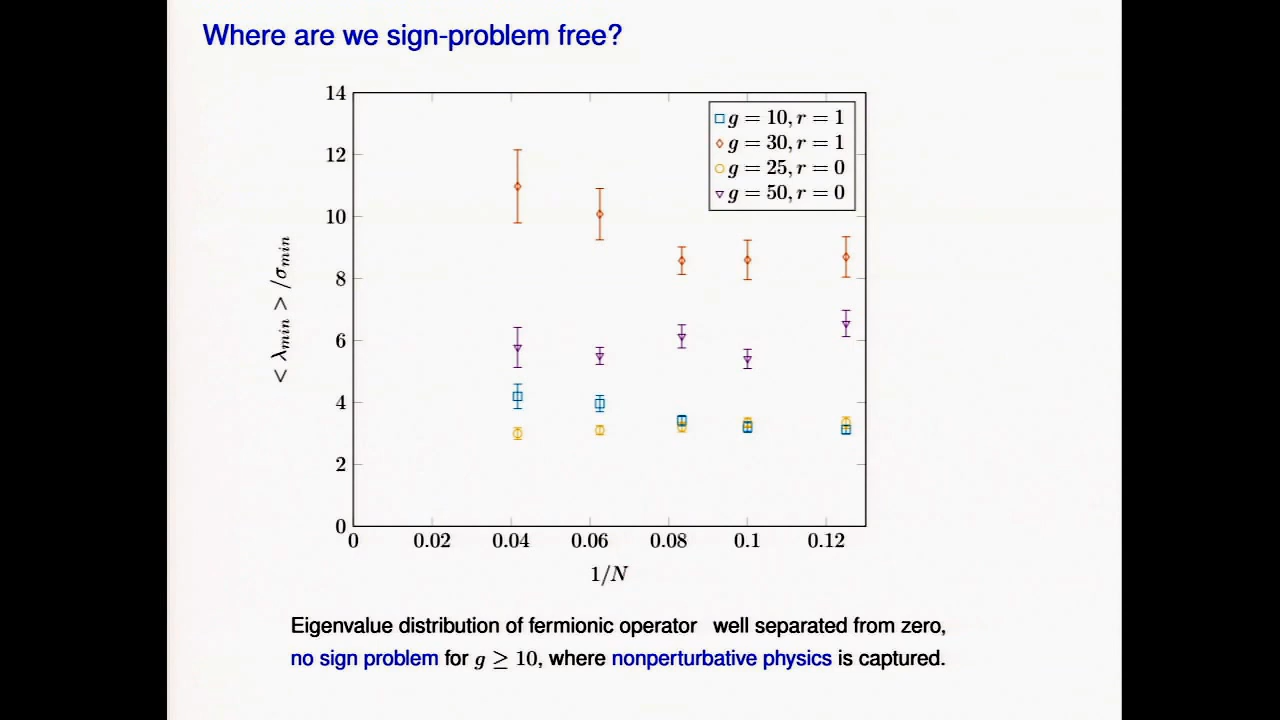 Where are we sign-problem free?
14
12
10
8
6
4
2
0
< λ_min > /σ_min
g = 10, r = 1
g = 30, r = 1
g = 25, r = 0
g = 50, r = 0
0 0.02 0.04 0.06 0.08 0.1 0.12
1/N
Eigenvalue distribution of fermionic operator well separated from zero,
no sign problem for g ≥ 10, where nonperturbative physics is captured.